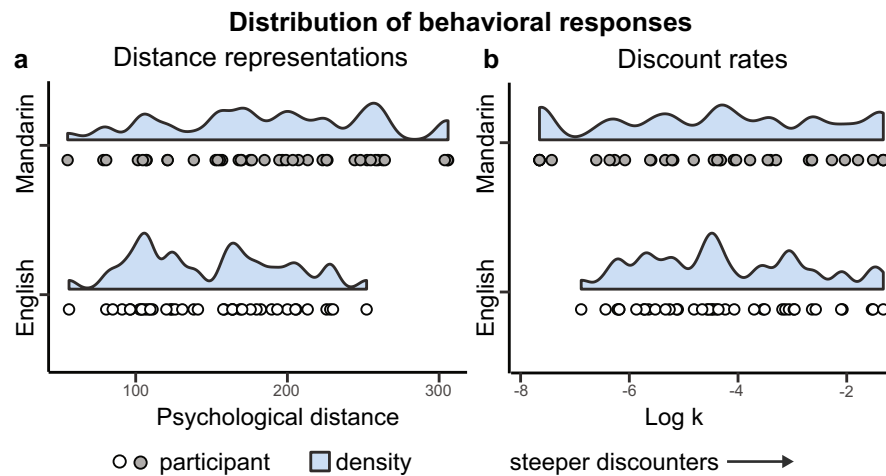 Distribution of behavioral responses
a Distance representations
b Discount rates
Mandarin
English
100 200 300
Psychological distance
Mandarin
English
-8 -6 -4 -2
Log k
participant density steeper discounters